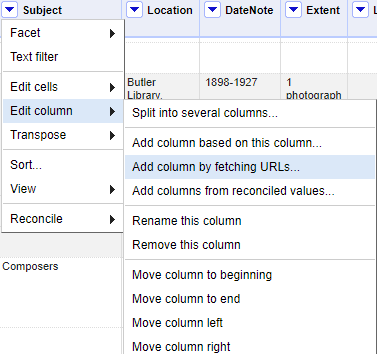 Subject Location DateNote Extent L
Facet
Text filter
Edit cells
Edit column
Transpose
Sort...
View
Reconcile
Butler
Library,
1898-1927
1
photograph
Split into several columns...
Add column based on this column...
Add column by fetching URLs...
Add columns from reconciled values...
Rename this column
Remove this column
Move column to beginning
Move column to end
Move column left
Move column right
Composers